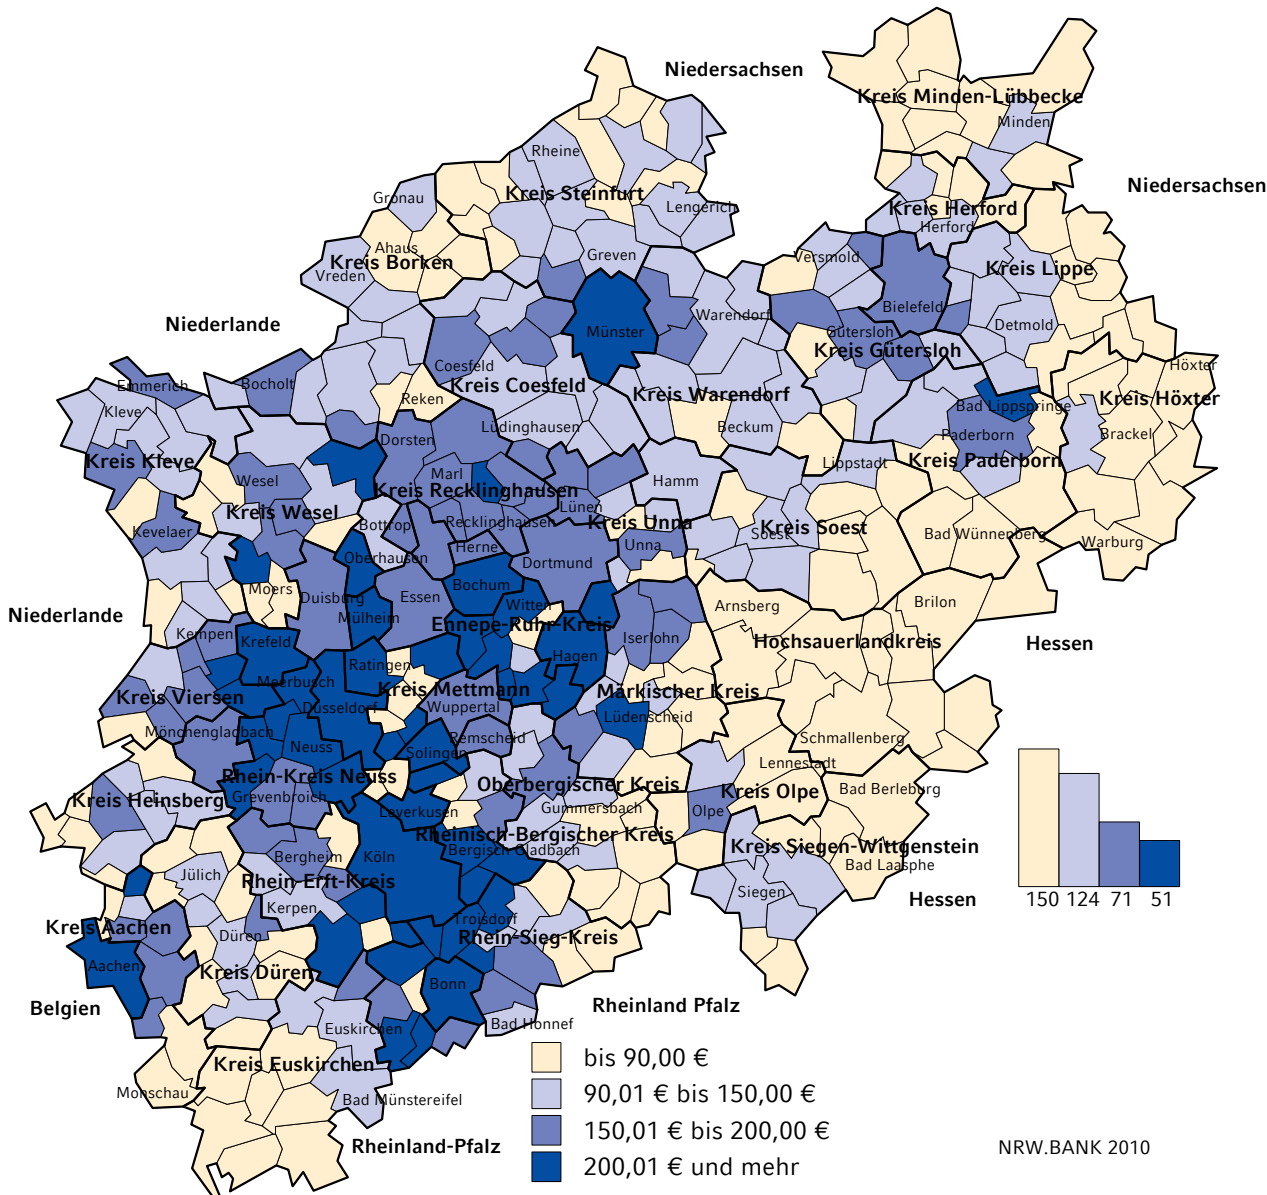 Niedersachsen
Kreis Minden-Lübbecke
Minden
Rheine
Niedersachsen
Kreis Steinfurt
Gronau
Lengerich
Kreis Herford
Herford
Ahaus
Kreis Borken
Vreden
Greven
Versmold
Kreis Lippe
Niederlande
Münster
Warendorf
Bielefeld
Gütersloh
Detmold
Kreis Gütersloh
Coesfeld
Kreis Coesfeld
Höxter
Emmerich
Bocholt
Reken
Kreis Warendorf
Bad Lippspringe
Kreis Höxter
Kleve
Lüdinghausen
Beckum
Paderborn
Brackel
Dorsten
Kreis Kleve
Marl
Lippstadt
Kreis Paderborn
Wesel
Kreis Recklinghausen
Hamm
Kreis Wesel
Lünen
Kevelaer
Bottrop
Recklinghausen
Kreis Unna
Soest
Kreis Soest
Bad Wünnenberg
Warburg
Herne
Unna
Oberhausen
Dortmund
Moers
Duisburg
Essen
Bochum
Witten
Arnsberg
Brilon
Niederlande
Mülheim
Ennepe-Ruhr-Kreis
Kempen
Krefeld
Iserlohn
Hochsauerlandkreis
Hessen
Ratingen
Hagen
Meerbusch
Kreis Viersen
Kreis Mettmann
Märkischer Kreis
Düsseldorf
Wuppertal
Lüdenscheid
Mönchengladbach
Neuss
Remscheid
Schmallenberg
Solingen
Lennestadt
Rhein-Kreis Neuss
Oberbergischer Kreis
Kreis Olpe
Bad Berleburg
Kreis Heinsberg
Grevenbroich
Leverkusen
Gummersbach
Olpe
Rheinisch-Bergischer Kreis
Kreis Siegen-Wittgenstein
Bergheim
Köln
Bergisch Gladbach
Bad Laasphe
Jülich
Rhein-Erft-Kreis
Siegen
Hessen
Kerpen
Troisdorf
Kreis Aachen
Düren
Rhein-Sieg-Kreis
Aachen
Kreis Düren
Bonn
Belgien
Rheinland Pfalz
Euskirchen
Bad Honnef
Kreis Euskirchen
Monschau
Bad Münstereifel
Rheinland-Pfalz
150 124 71 51
bis 90,00 €
90,01 € bis 150,00 €
150,01 € bis 200,00 €
200,01 € und mehr
NRW.BANK 2010